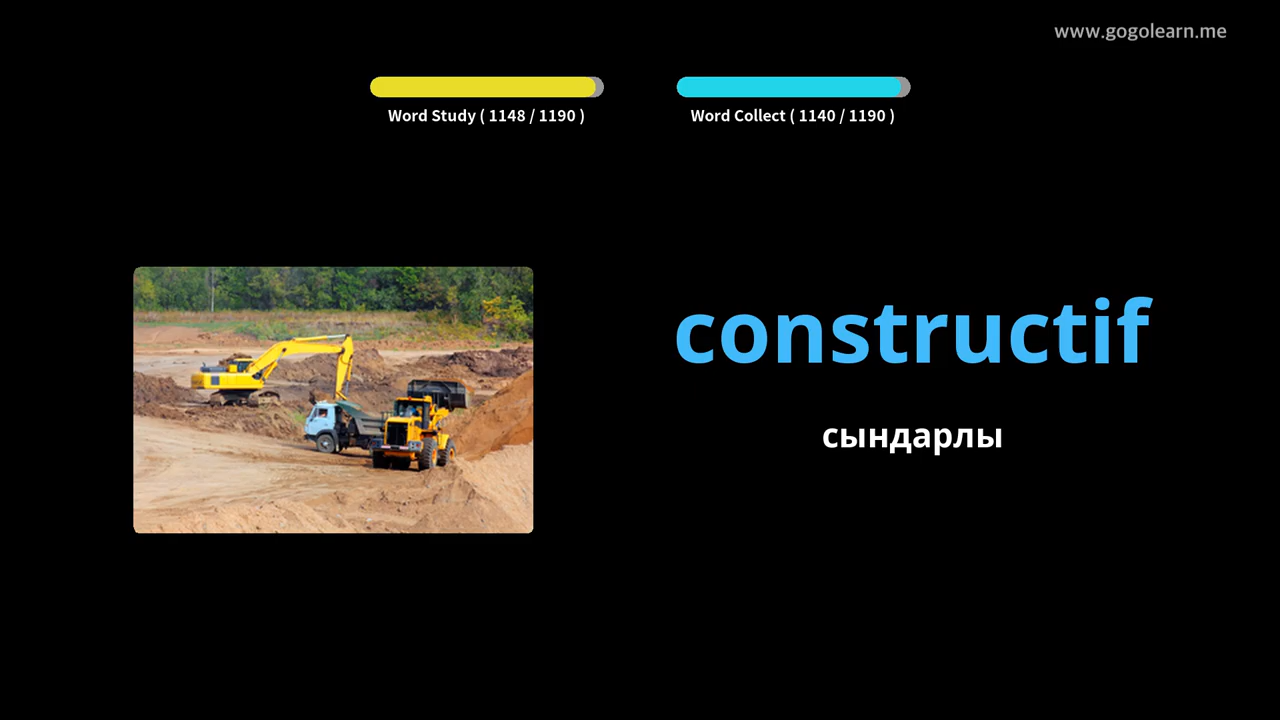 www.gogolearn.me
Word Study ( 1148 / 1190 )
Word Collect ( 1140 / 1190 )
constructif
сындарлы